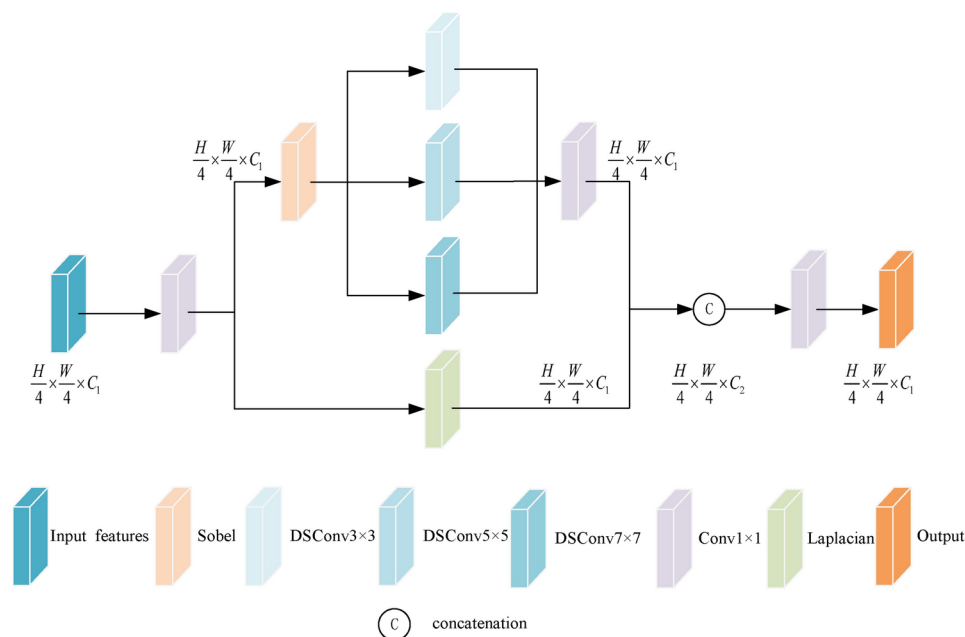 H/4 × W/4 × C₁
H/4 × W/4 × C₁
C
H/4 × W/4 × C₁
H/4 × W/4 × C₁
H/4 × W/4 × C₂
H/4 × W/4 × C₁
Input features
Sobel
DSConv3×3
DSConv5×5
DSConv7×7
Conv1×1
Laplacian
Output
C concatenation